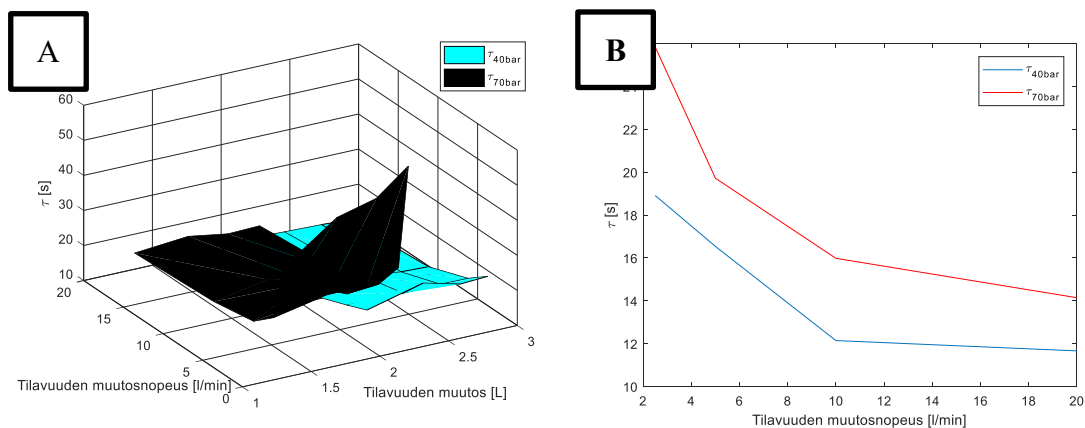 A
τ40bar
τ70bar
60
50
40
30
20
10
τ [s]
20
15
10
5
0
Tilavuuden muutosnopeus [l/min]
1
1.5
2
2.5
3
Tilavuuden muutos [L]
B
τ40bar
τ70bar
22
20
18
16
14
12
10
τ [s]
2 4 6 8 10 12 14 16 18 20
Tilavuuden muutosnopeus [l/min]